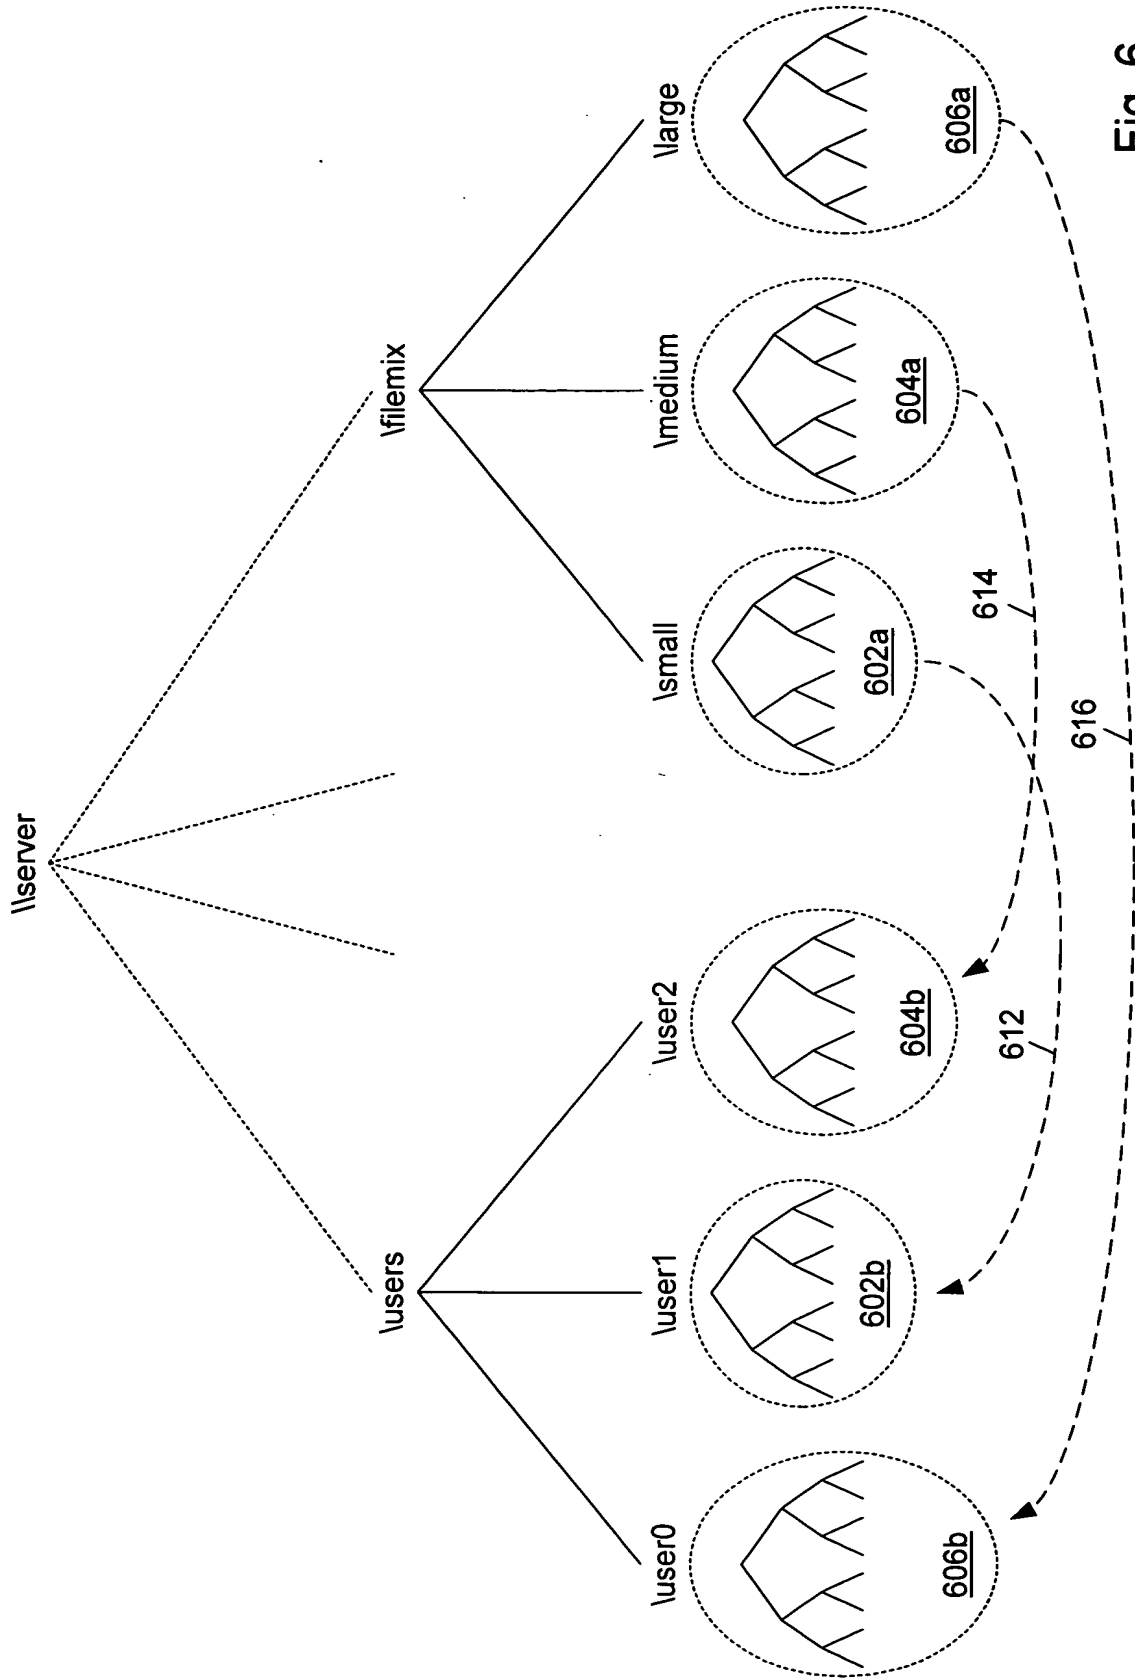 \\server
\users
\filemix
\user0
\user1
\user2
\small
\medium
\large
606b
602b
604b
602a
604a
606a
612
614
616
Fig. 6